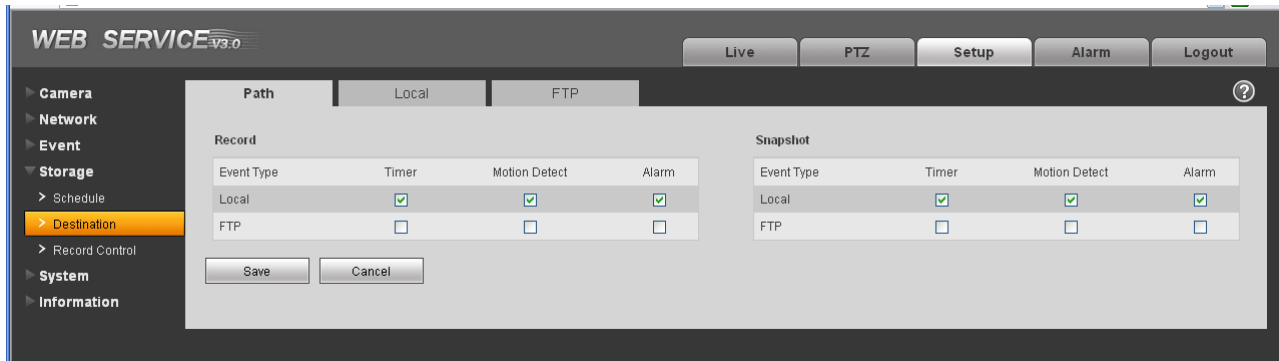 WEB SERVICE V3.0
Live PTZ Setup Alarm Logout
Camera
Network
Event
Storage
Schedule
Destination
Record Control
System
Information
Path Local FTP ?
Record
Event Type Timer Motion Detect Alarm
Local
FTP
Save Cancel
Snapshot
Event Type Timer Motion Detect Alarm
Local
FTP